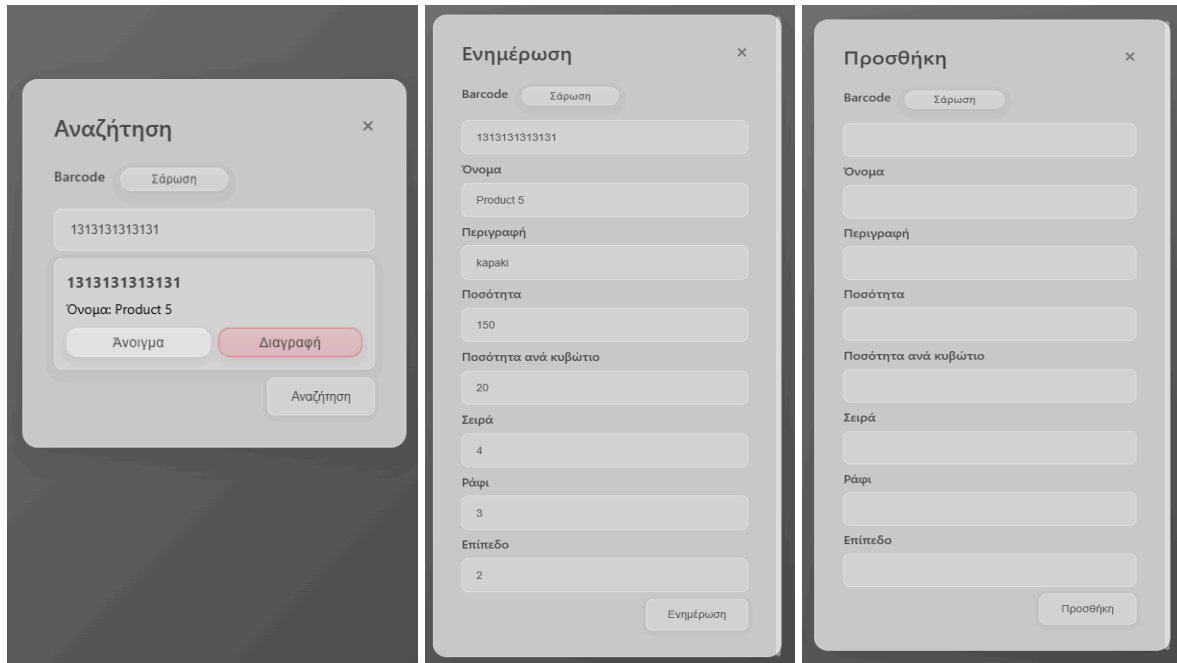 Αναζήτηση ×
Barcode Σάρωση
1313131313131
1313131313131
Όνομα: Product 5
Άνοιγμα Διαγραφή
Αναζήτηση
Ενημέρωση ×
Barcode Σάρωση
1313131313131
Όνομα
Product 5
Περιγραφή
kapaki
Ποσότητα
150
Ποσότητα ανά κυβώτιο
20
Σειρά
4
Ράφι
3
Επίπεδο
2
Ενημέρωση
Προσθήκη ×
Barcode Σάρωση
Όνομα
Περιγραφή
Ποσότητα
Ποσότητα ανά κυβώτιο
Σειρά
Ράφι
Επίπεδο
Προσθήκη